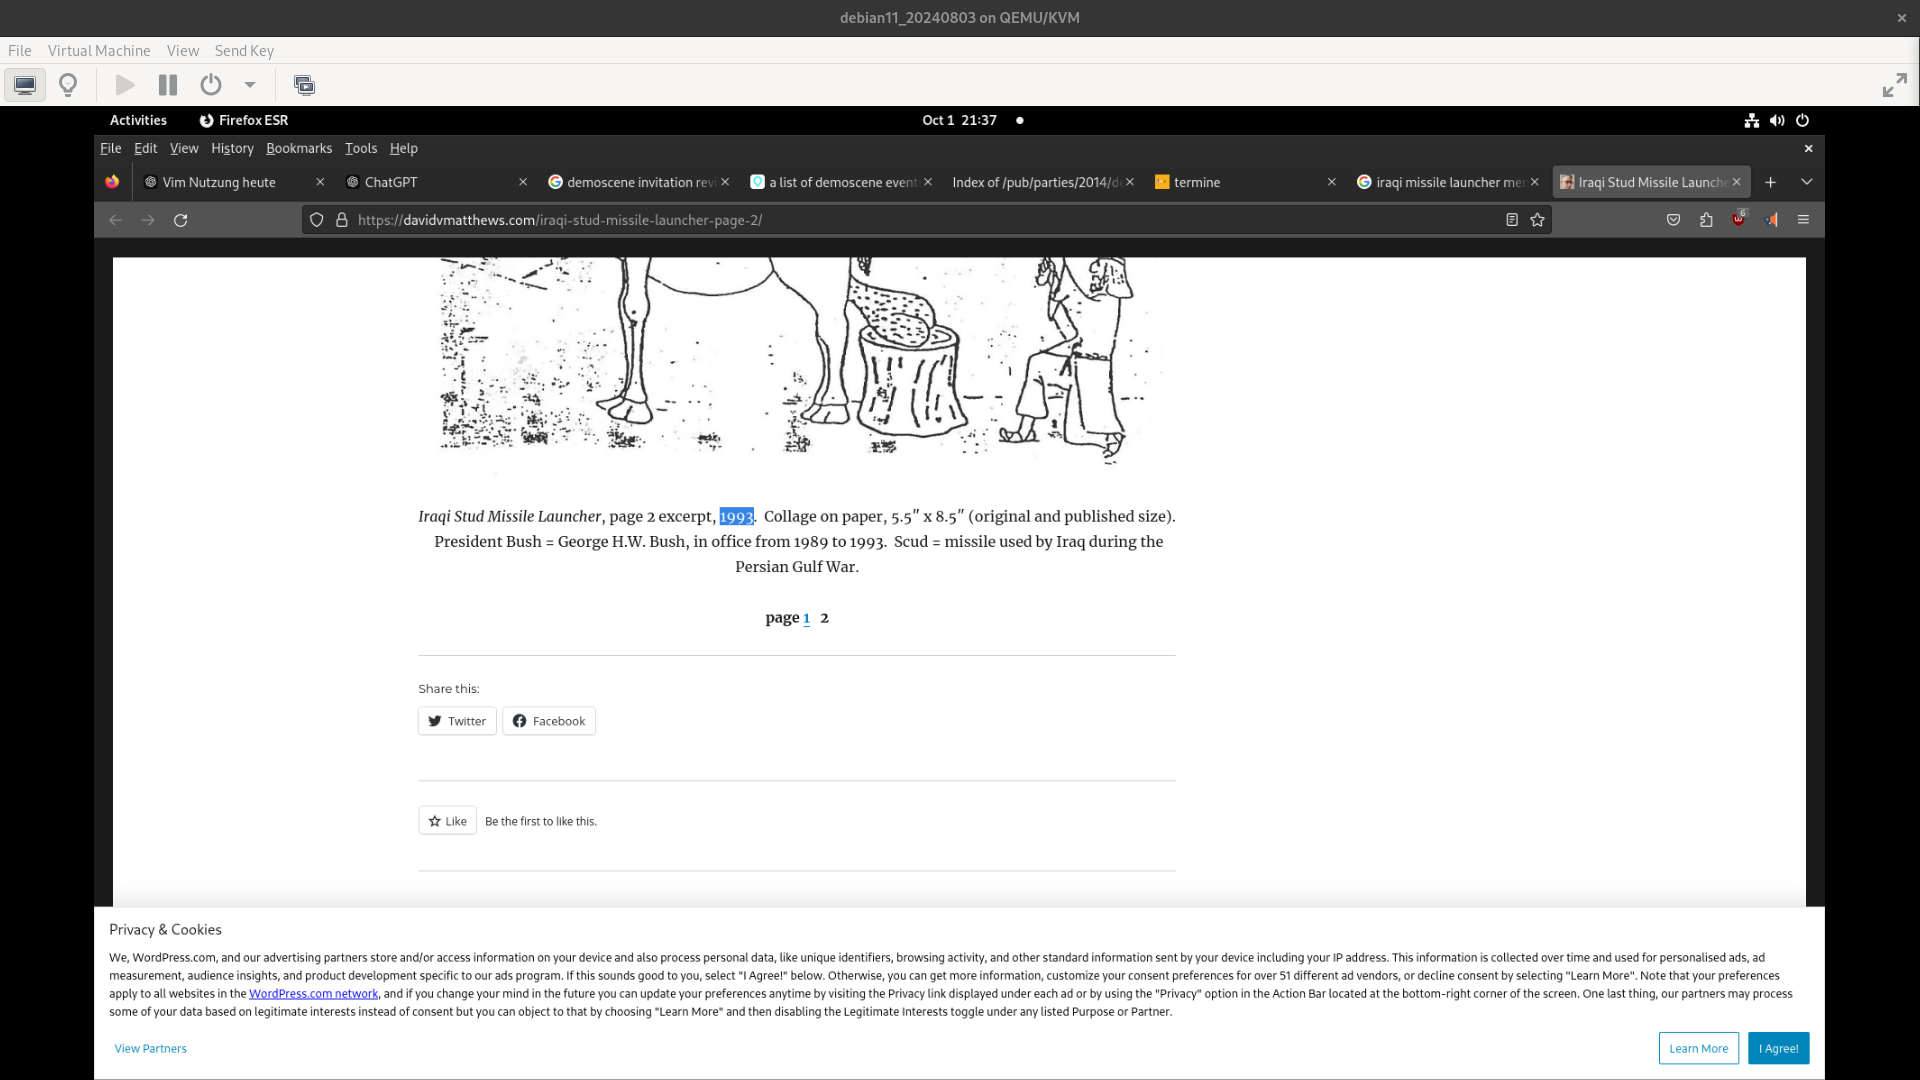 debian11_20240803 on QEMU/KVM
File Virtual Machine View Send Key
Activities Firefox ESR Oct 1 21:37
File Edit View History Bookmarks Tools Help
Vim Nutzung heute ChatGPT demoscene invitation revi a list of demoscene event Index of /pub/parties/2014/de termine iraqi missile launcher mer Iraqi Stud Missile Launche
https://davidvmatthews.com/iraqi-stud-missile-launcher-page-2/ 6
Iraqi Stud Missile Launcher, page 2 excerpt, 1993. Collage on paper, 5.5″ x 8.5″ (original and published size).
President Bush = George H.W. Bush, in office from 1989 to 1993. Scud = missile used by Iraq during the
Persian Gulf War.
page 1 2
Share this:
Twitter Facebook
Like Be the first to like this.
Privacy & Cookies
We, WordPress.com, and our advertising partners store and/or access information on your device and also process personal data, like unique identifiers, browsing activity, and other standard information sent by your device including your IP address. This information is collected over time and used for personalised ads, ad
measurement, audience insights, and product development specific to our ads program. If this sounds good to you, select "I Agree!" below. Otherwise, you can get more information, customize your consent preferences for over 51 different ad vendors, or decline consent by selecting "Learn More". Note that your preferences
apply to all websites in the WordPress.com network, and if you change your mind in the future you can update your preferences anytime by visiting the Privacy link displayed under each ad or by using the "Privacy" option in the Action Bar located at the bottom-right corner of the screen. One last thing, our partners may process
some of your data based on legitimate interests instead of consent but you can object to that by choosing "Learn More" and then disabling the Legitimate Interests toggle under any listed Purpose or Partner.
View Partners Learn More I Agree!